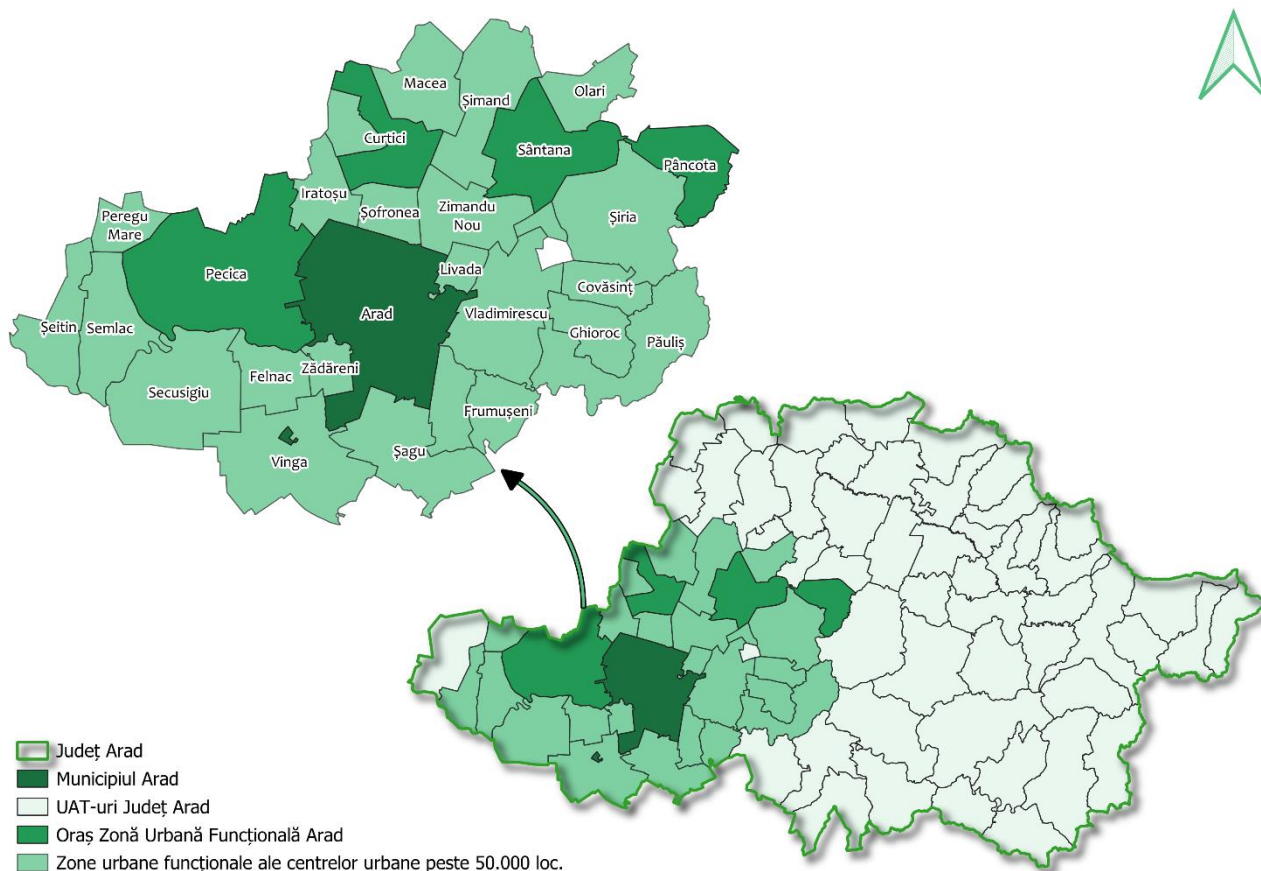 Macea
Șimand
Olari
Curtici
Sântana
Pâncota
Iratoșu
Șofronea
Zimandu
Nou
Șiria
Peregu
Mare
Pecica
Livada
Covăsinț
Arad
Vladimirescu
Ghioroc
Păuliș
Șeitin
Semlac
Zădăreni
Felnac
Secusigiu
Frumușeni
Vinga
Șagu
Județ Arad
Municipiul Arad
UAT-uri Județ Arad
Oraș Zonă Urbană Funcțională Arad
Zone urbane funcționale ale centrelor urbane peste 50.000 loc.